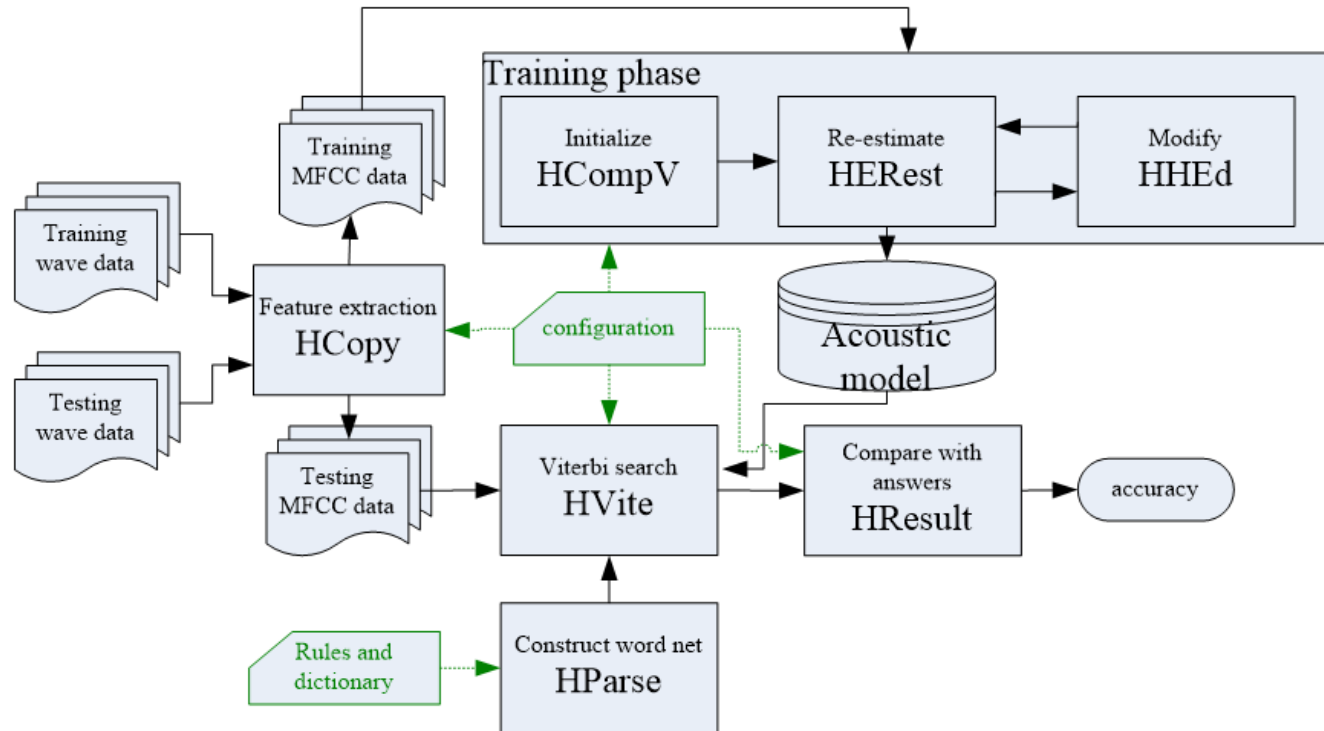 Training phase
Initialize
HCompV
Re-estimate
HERest
Modify
HHEd
Training
MFCC data
Training
wave data
Feature extraction
HCopy
configuration
Acoustic
model
Testing
wave data
Testing
MFCC data
Viterbi search
HVite
Compare with
answers
HResult
accuracy
Rules and
dictionary
Construct word net
HParse